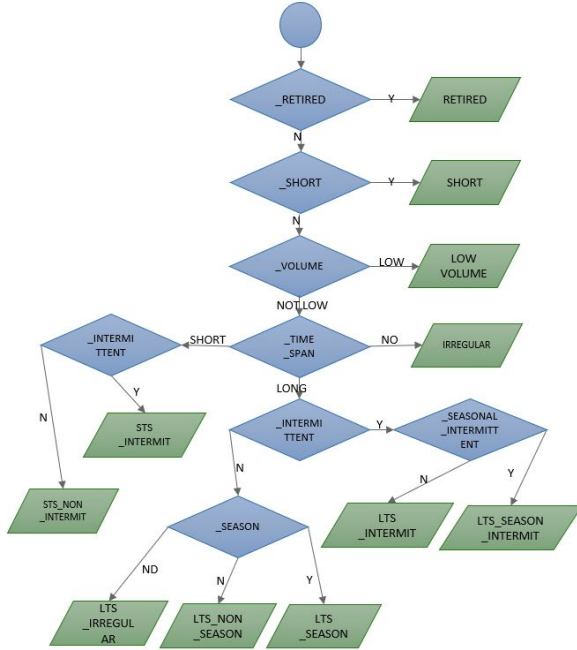 _RETIRED
Y
RETIRED
N
_SHORT
Y
SHORT
N
_VOLUME
LOW
LOW
VOLUME
NOT LOW
_INTERMI
TTENT
SHORT
_TIME
_SPAN
NO
IRREGULAR
N
Y
LONG
STS
_INTERMIT
_INTERMI
TTENT
Y
_SEASONAL
_INTERMITT
ENT
N
N
Y
STS_NON
_INTERMIT
LTS
_INTERMIT
LTS_SEASON
_INTERMIT
_SEASON
ND
N
Y
LTS
_IRREGUL
AR
LTS_NON
_SEASON
LTS
_SEASON